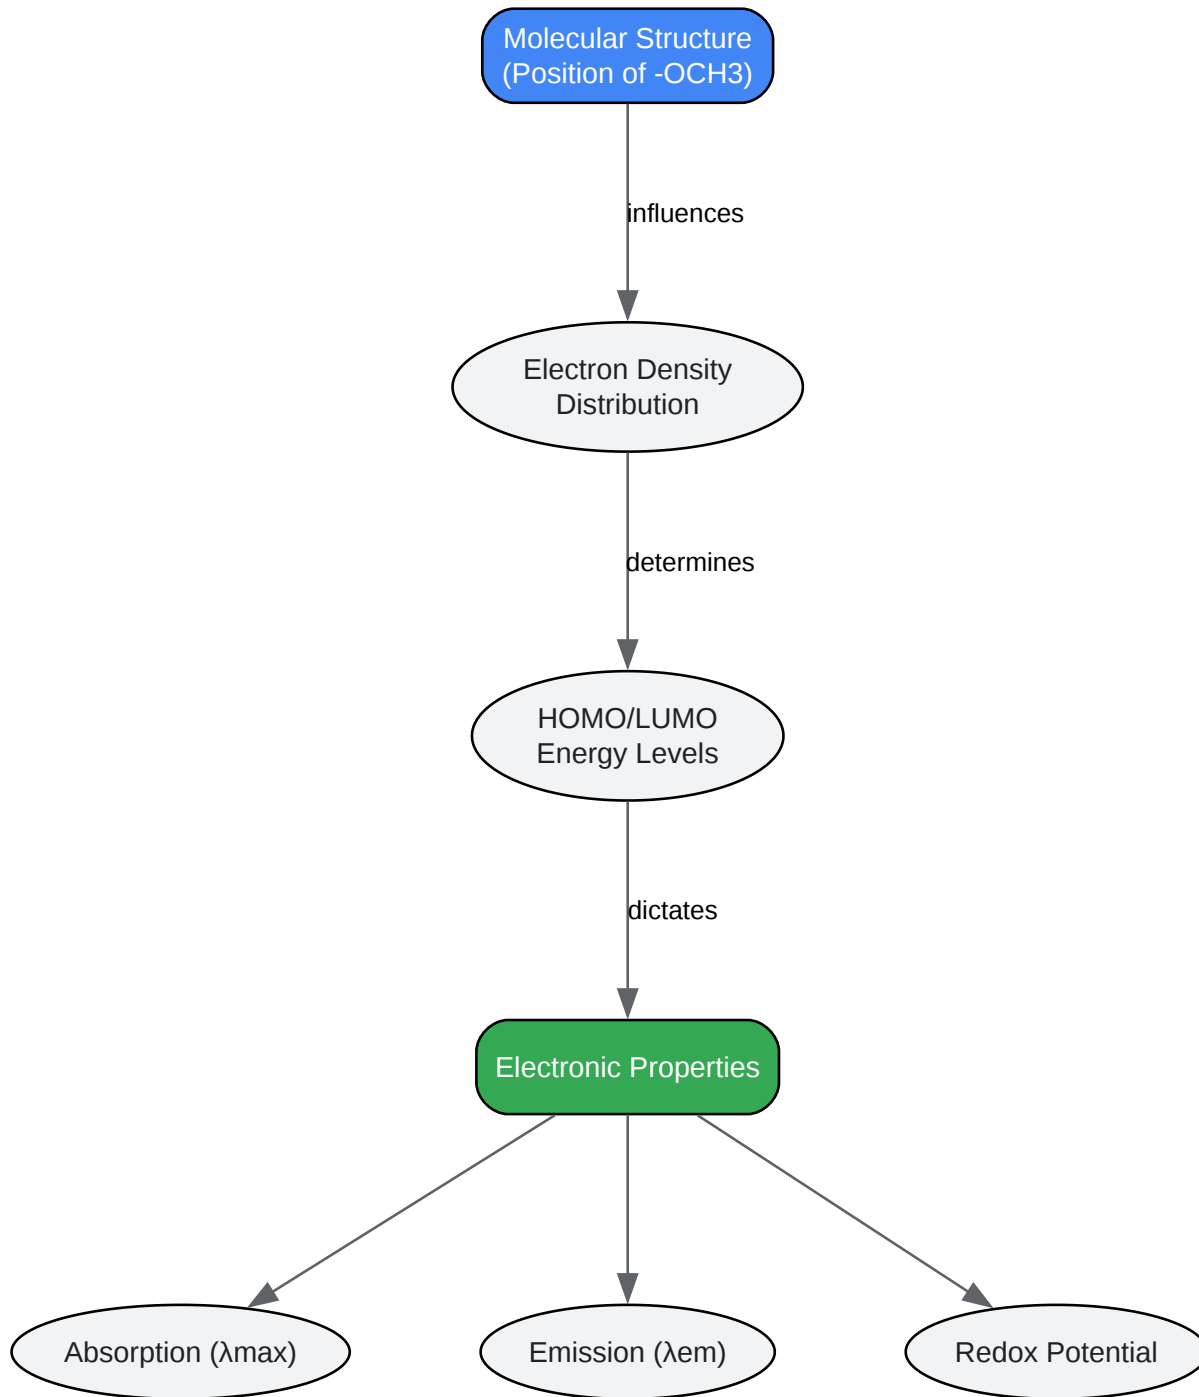 Molecular Structure
(Position of -OCH3)
influences
Electron Density
Distribution
determines
HOMO/LUMO
Energy Levels
dictates
Electronic Properties
Absorption (λmax)
Emission (λem)
Redox Potential